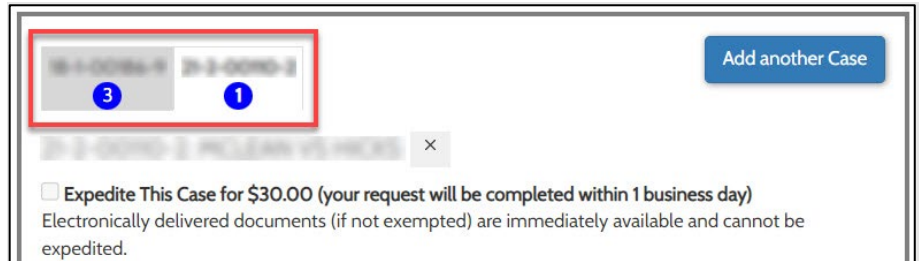 Add another Case
3 1
×
Expedite This Case for $30.00 (your request will be completed within 1 business day)
Electronically delivered documents (if not exempted) are immediately available and cannot be
expedited.